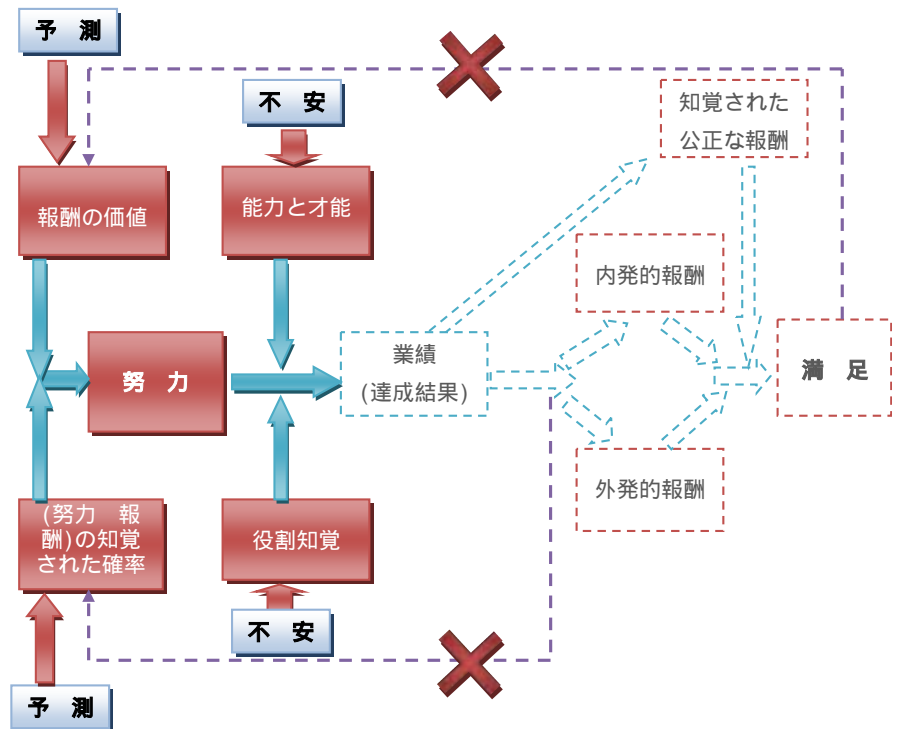 予　測
不　安
知覚された
公正な報酬
報酬の価値
能力と才能
内発的報酬
努　力
業績
(達成結果)
満　足
外発的報酬
(努力　報
酬)の知覚
された確率
役割知覚
不　安
予　測